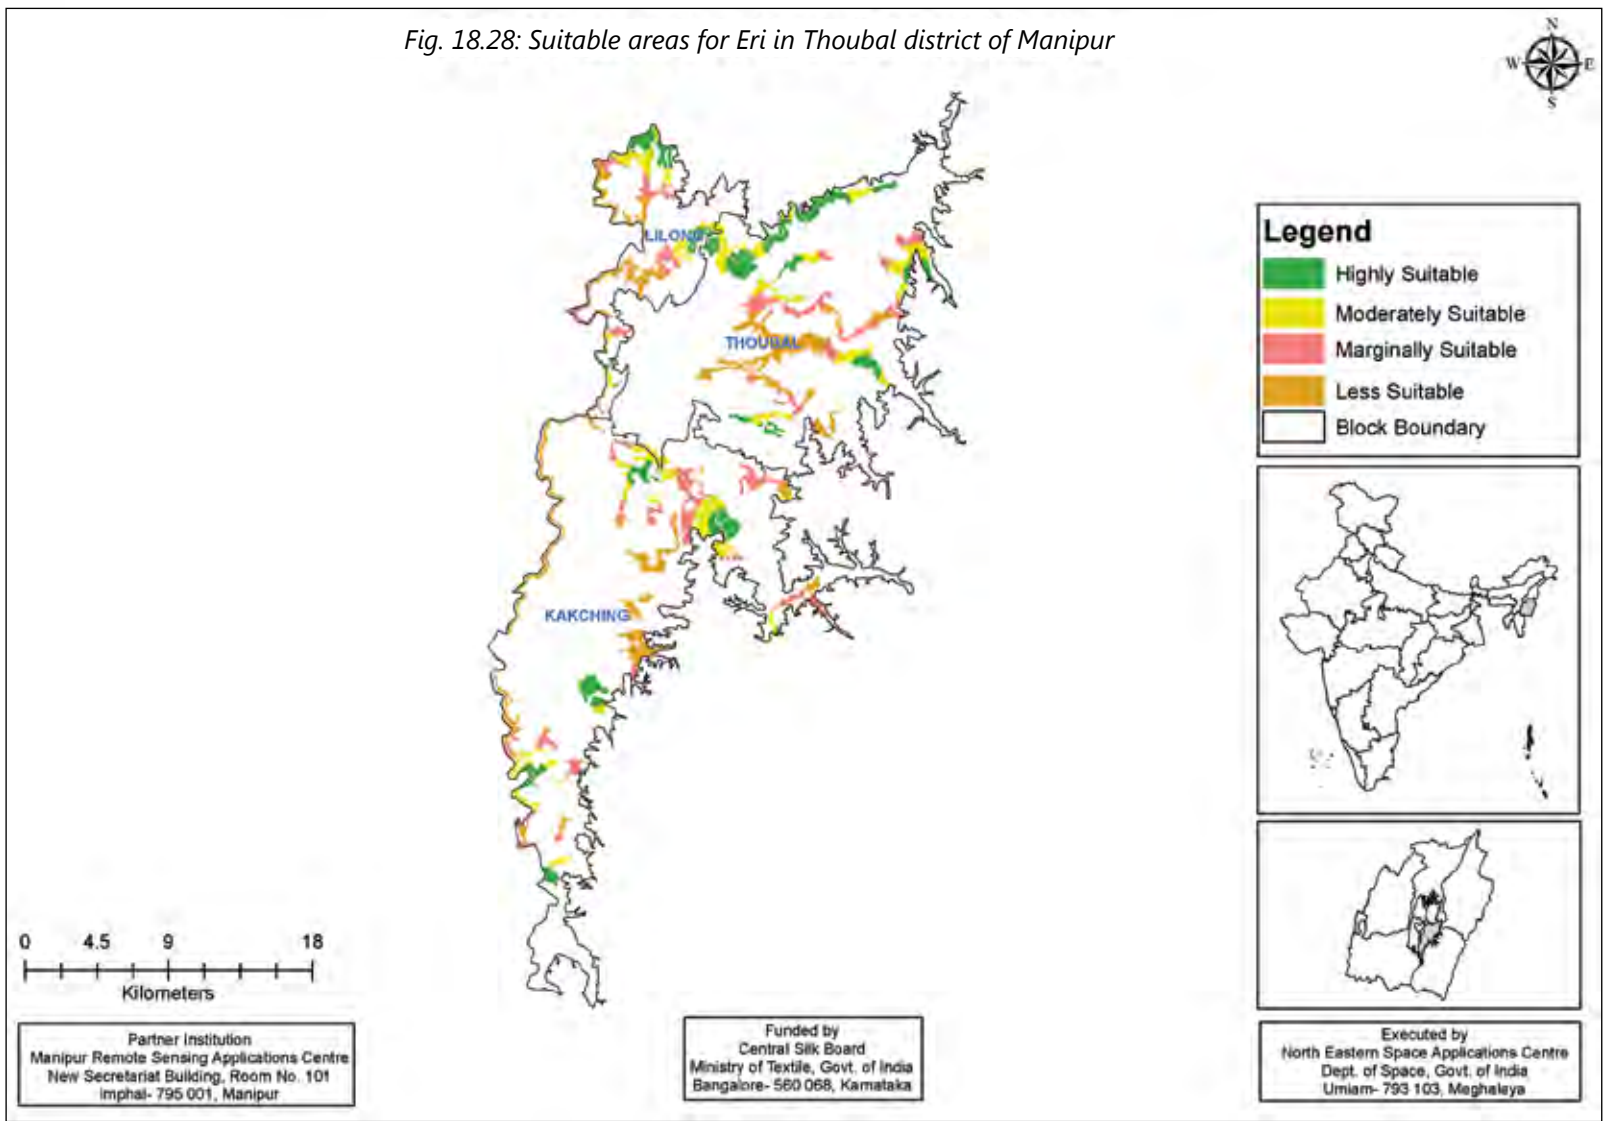 Fig. 18.28: Suitable areas for Eri in Thoubal district of Manipur
N
W
E
S
LILONG
THOUBAL
KAKCHING
Legend
Highly Suitable
Moderately Suitable
Marginally Suitable
Less Suitable
Block Boundary
0 4.5 9 18
Kilometers
Partner Institution
Manipur Remote Sensing Applications Centre
New Secretariat Building, Room No. 101
Imphal- 795 001, Manipur
Funded by
Central Silk Board
Ministry of Textile, Govt. of India
Bangalore- 560 068, Karnataka
Executed by
North Eastern Space Applications Centre
Dept. of Space, Govt. of India
Umiam- 793 103, Meghalaya